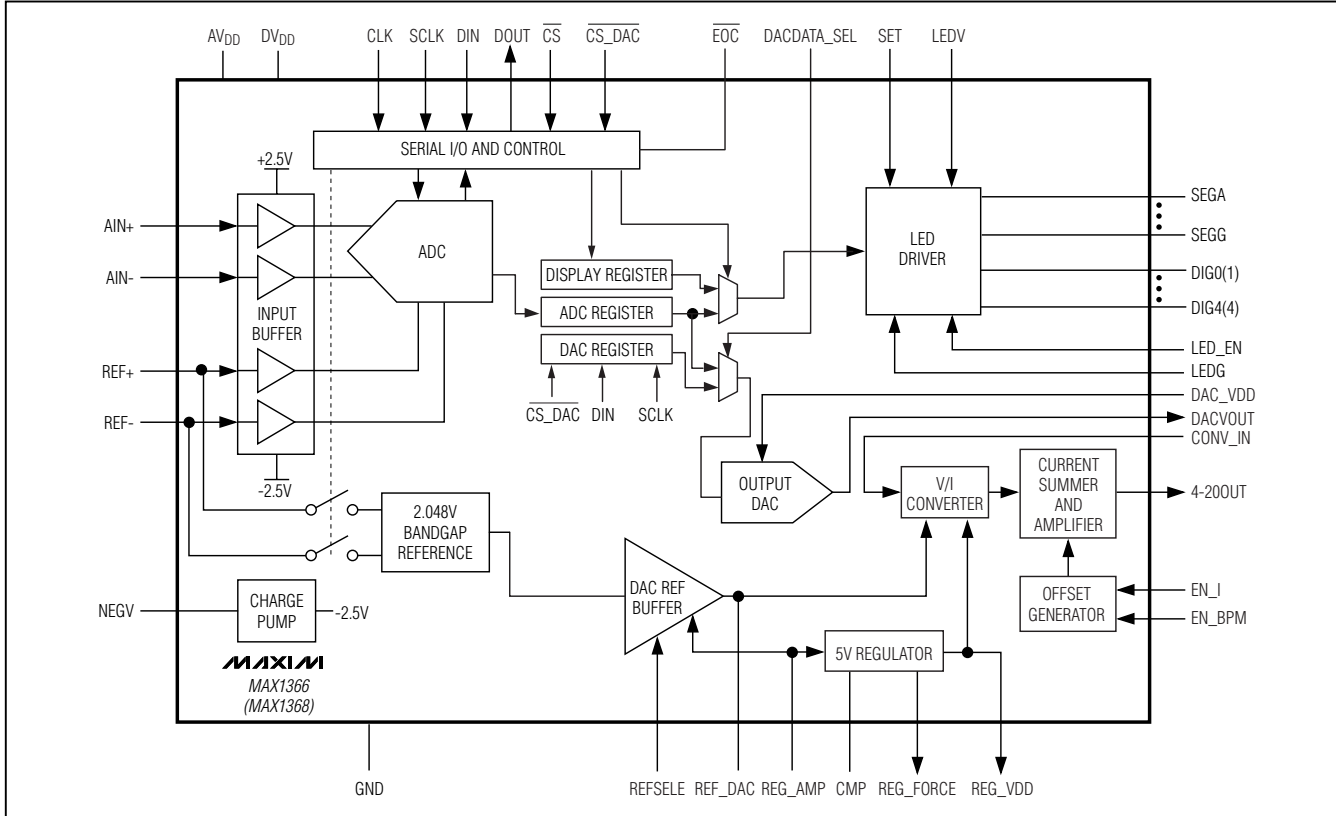 AVDD DVDD CLK SCLK DIN DOUT C̅S̅ C̅S̅_̅D̅A̅C̅ E̅O̅C̅ DACDATA_SEL SET LEDV
SERIAL I/O AND CONTROL
+2.5V
AIN+
AIN-
REF+
REF-
INPUT
BUFFER
-2.5V
ADC
DISPLAY REGISTER
ADC REGISTER
DAC REGISTER
C̅S̅_̅D̅A̅C̅ DIN SCLK
LED
DRIVER
SEGA
SEGG
DIG0(1)
DIG4(4)
LED_EN
LEDG
DAC_VDD
DACVOUT
CONV_IN
OUTPUT
DAC
V/I
CONVERTER
CURRENT
SUMMER
AND
AMPLIFIER
4-20OUT
2.048V
BANDGAP
REFERENCE
DAC REF
BUFFER
OFFSET
GENERATOR
EN_I
EN_BPM
NEGV
CHARGE
PUMP
-2.5V
5V REGULATOR
MAXIM
MAX1366
(MAX1368)
GND
REFSELE REF_DAC REG_AMP CMP REG_FORCE REG_VDD